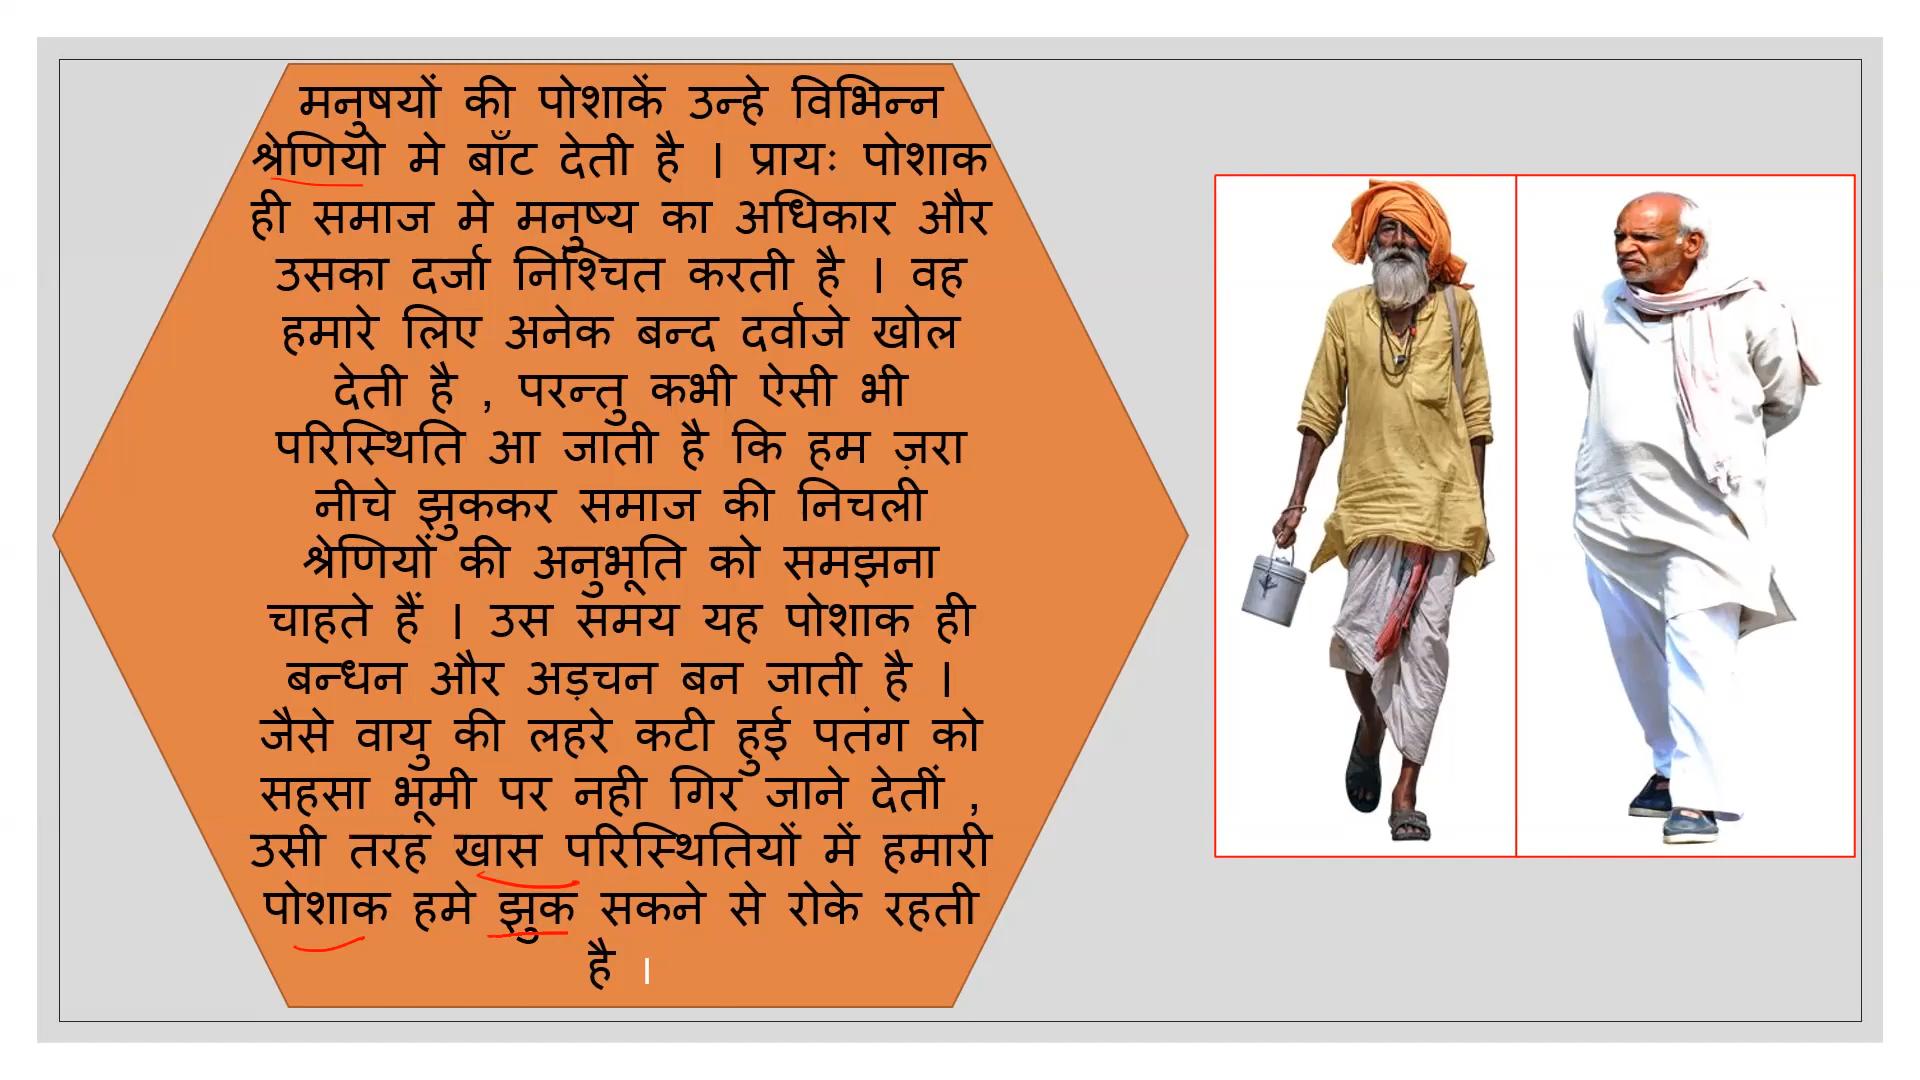 मनुषयों की पोशाकें उन्हे विभिन्न
श्रेणियो मे बाँट देती है । प्रायः पोशाक
ही समाज मे मनुष्य का अधिकार और
उसका दर्जा निश्चित करती है । वह
हमारे लिए अनेक बन्द दर्वाजे खोल
देती है , परन्तु कभी ऐसी भी
परिस्थिति आ जाती है कि हम ज़रा
नीचे झुककर समाज की निचली
श्रेणियों की अनुभूति को समझना
चाहते हैं । उस समय यह पोशाक ही
बन्धन और अड़चन बन जाती है ।
जैसे वायु की लहरे कटी हुई पतंग को
सहसा भूमी पर नही गिर जाने देतीं ,
उसी तरह खास परिस्थितियों में हमारी
पोशाक हमे झुक सकने से रोके रहती
है ।